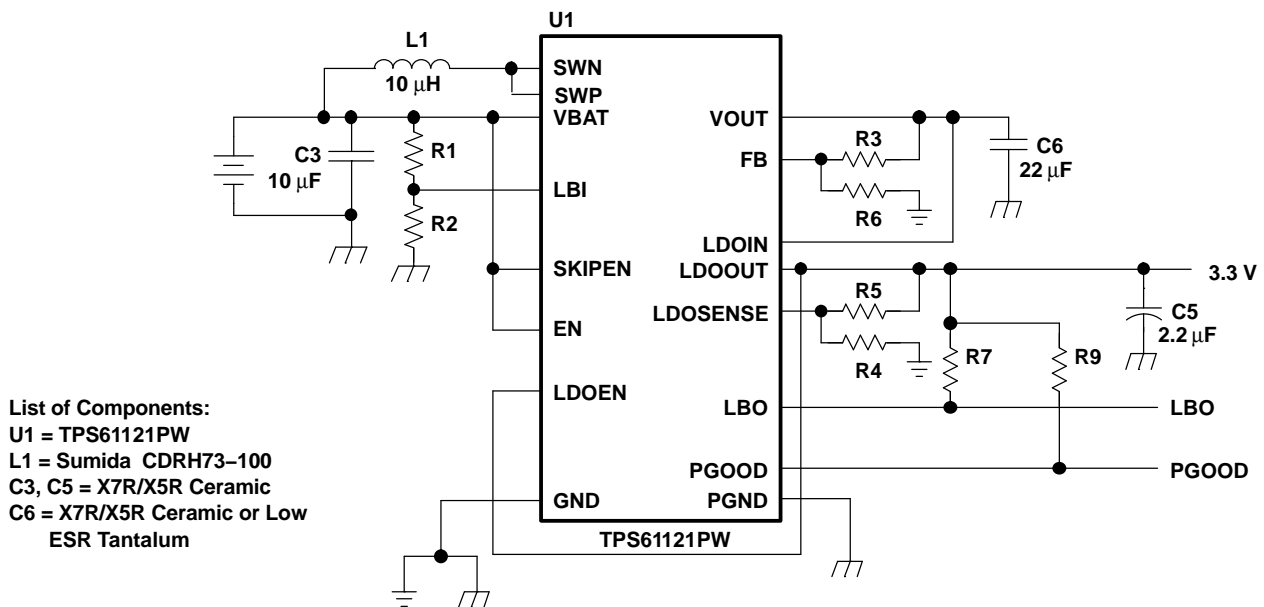 U1
L1
10 μH
SWN
SWP
VBAT
VOUT
R3
C6
22 μF
C3
10 μF
R1
FB
LBI
R6
R2
LDOIN
SKIPEN
LDOOUT
3.3 V
R5
LDOSENSE
C5
2.2 μF
EN
R4
R7
R9
LDOEN
LBO
LBO
List of Components:
U1 = TPS61121PW
L1 = Sumida CDRH73–100
C3, C5 = X7R/X5R Ceramic
C6 = X7R/X5R Ceramic or Low
ESR Tantalum
PGOOD
PGOOD
GND
PGND
TPS61121PW